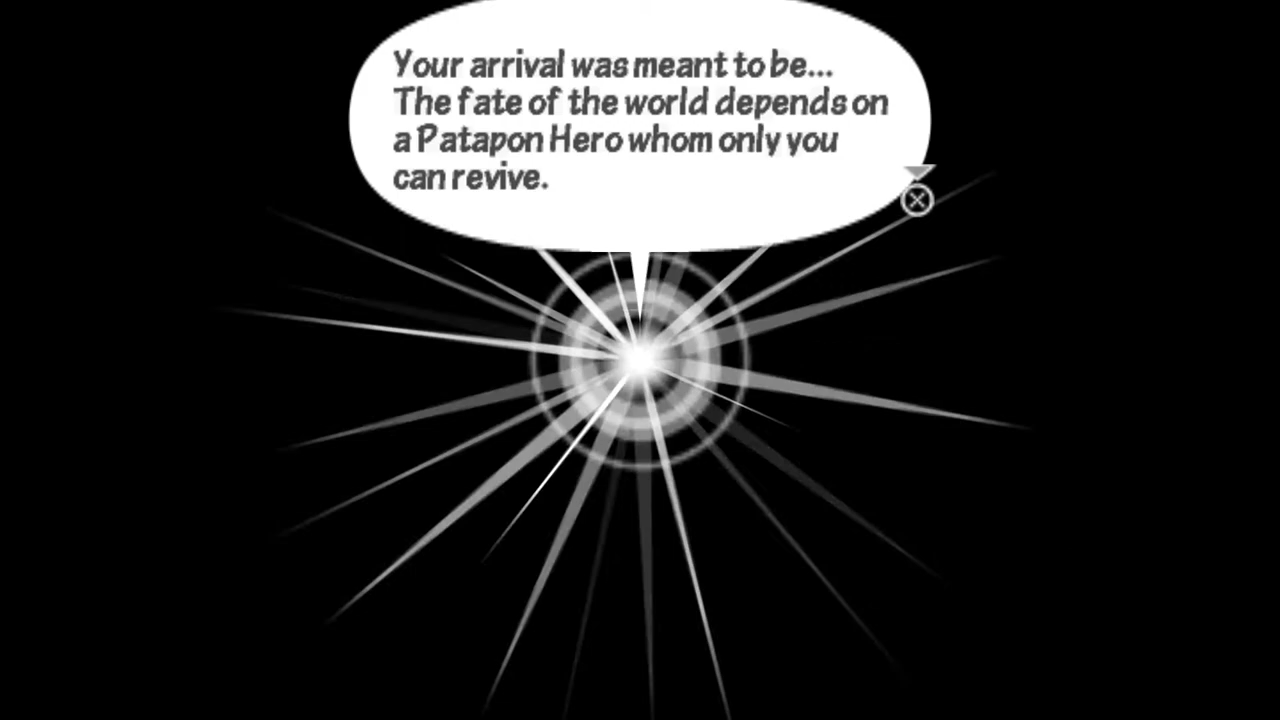 Your arrival was meant to be...
The fate of the world depends on
a Patapon Hero whom only you
can revive.